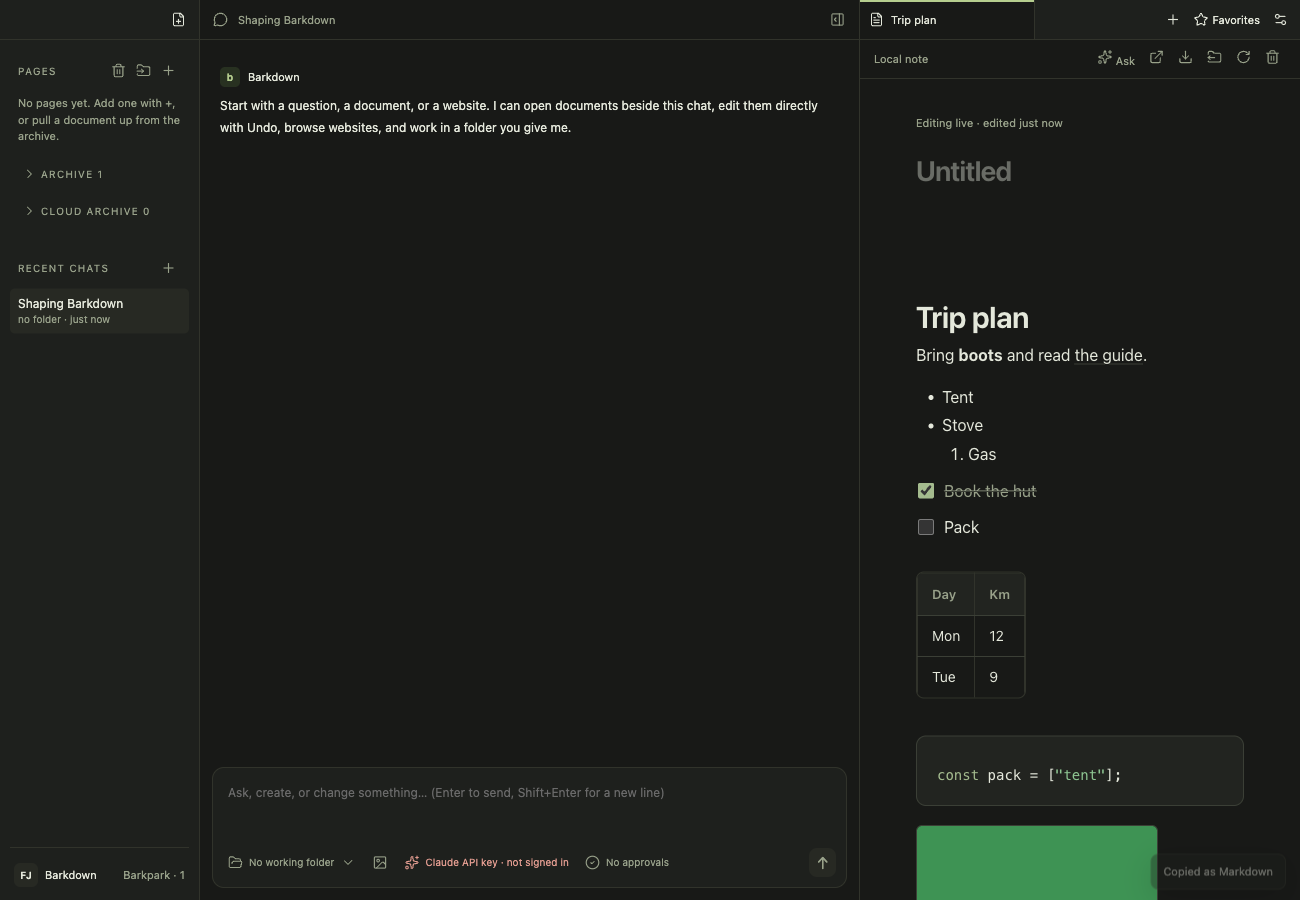 Shaping Barkdown
Trip plan
Favorites
PAGES
No pages yet. Add one with +,
or pull a document up from the
archive.
ARCHIVE 1
CLOUD ARCHIVE 0
RECENT CHATS
Shaping Barkdown
no folder · just now
FJ Barkdown Barkpark · 1
b Barkdown
Start with a question, a document, or a website. I can open documents beside this chat, edit them directly
with Undo, browse websites, and work in a folder you give me.
Ask, create, or change something… (Enter to send, Shift+Enter for a new line)
No working folder
Claude API key · not signed in
No approvals
Local note
Ask
Editing live · edited just now
Untitled
Trip plan
Bring boots and read the guide.
• Tent
• Stove
1. Gas
Book the hut
Pack
Day Km
Mon 12
Tue 9
const pack = ["tent"];
Copied as Markdown